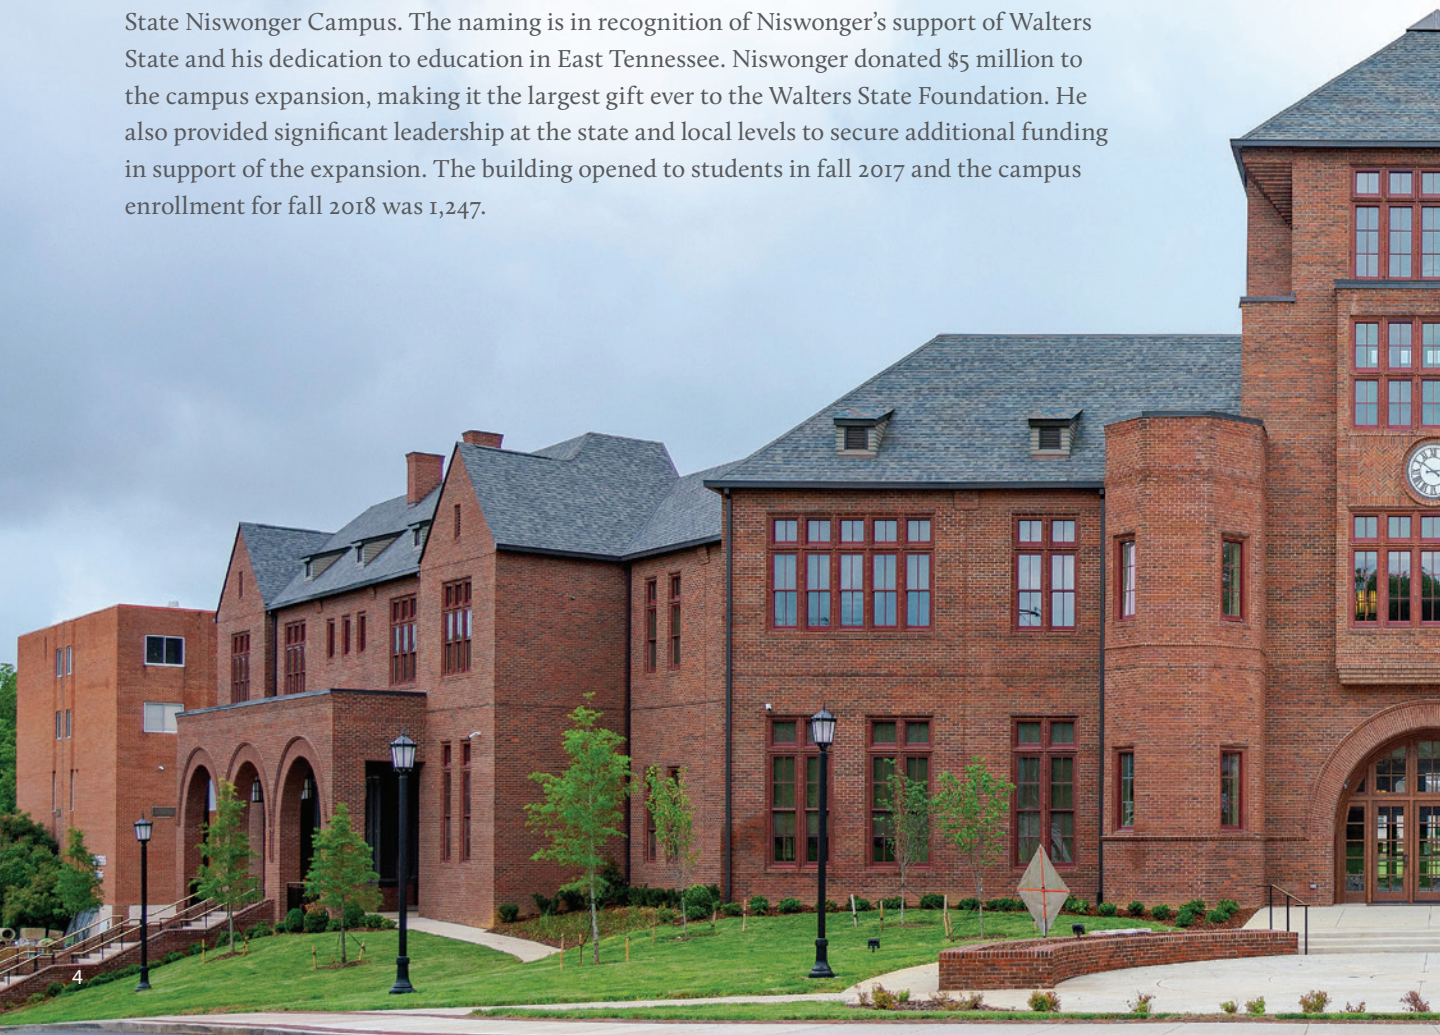 State Niswonger Campus. The naming is in recognition of Niswonger’s support of Walters
State and his dedication to education in East Tennessee. Niswonger donated $5 million to
the campus expansion, making it the largest gift ever to the Walters State Foundation. He
also provided significant leadership at the state and local levels to secure additional funding
in support of the expansion. The building opened to students in fall 2017 and the campus
enrollment for fall 2018 was 1,247.
4